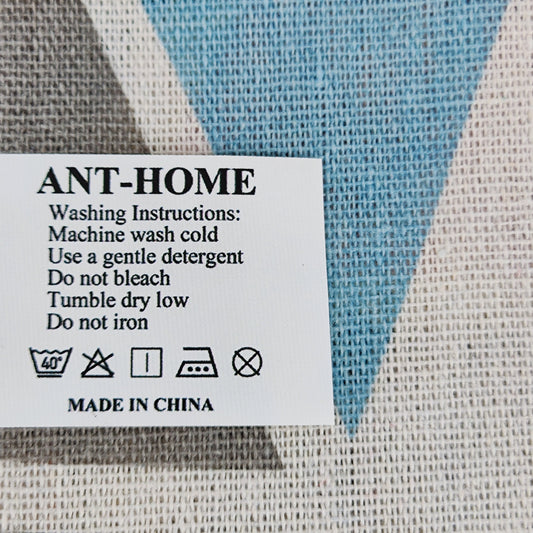 ANT-HOME
Washing Instructions:
Machine wash cold
Use a gentle detergent
Do not bleach
Tumble dry low
Do not iron
40°
MADE IN CHINA